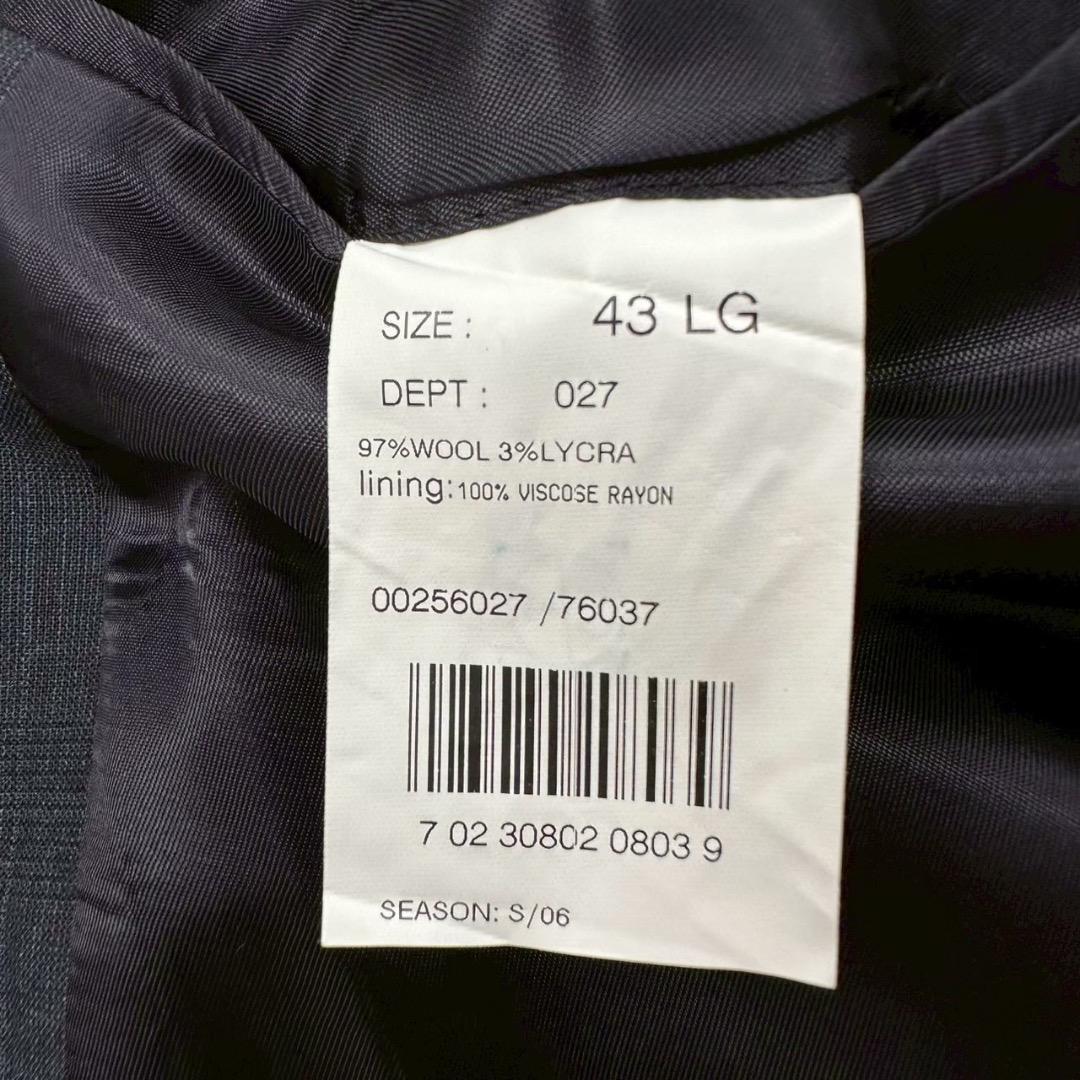 SIZE : 43 LG
DEPT : 027
97%WOOL 3%LYCRA
lining: 100% VISCOSE RAYON
00256027 /76037
7 02 30802 0803 9
SEASON: S/06